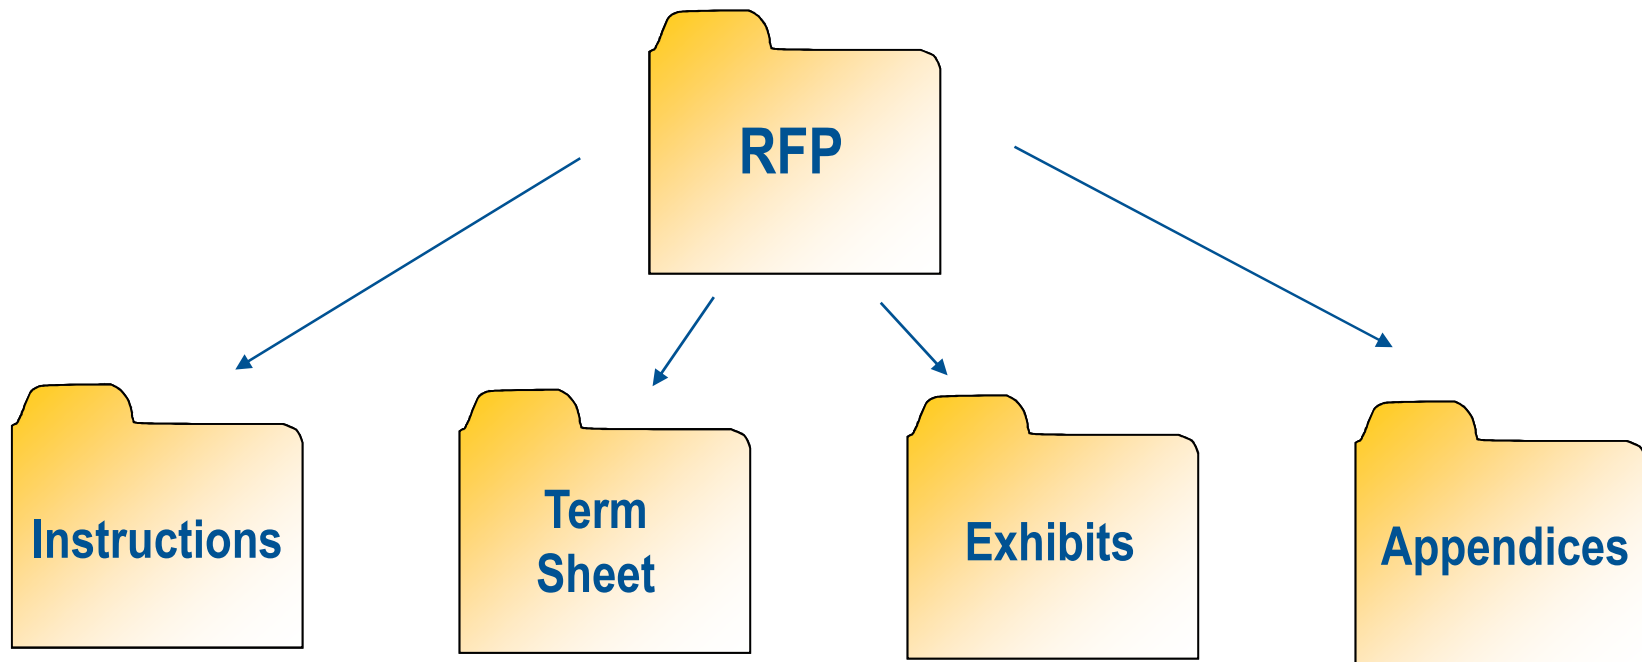 RFP
Instructions
Term
Sheet
Exhibits
Appendices